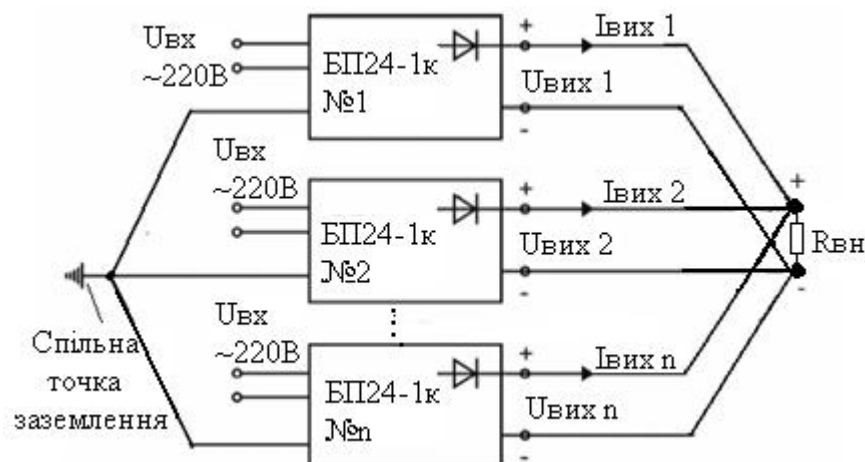 Uвх
~220В
БП24-1к
№1
+
Iвих 1
Uвих 1
-
Uвх
~220В
БП24-1к
№2
+
Iвих 2
Uвих 2
-
+
Rвн
-
Спільна
точка
заземлення
Uвх
~220В
БП24-1к
№n
+
Iвих n
Uвих n
-